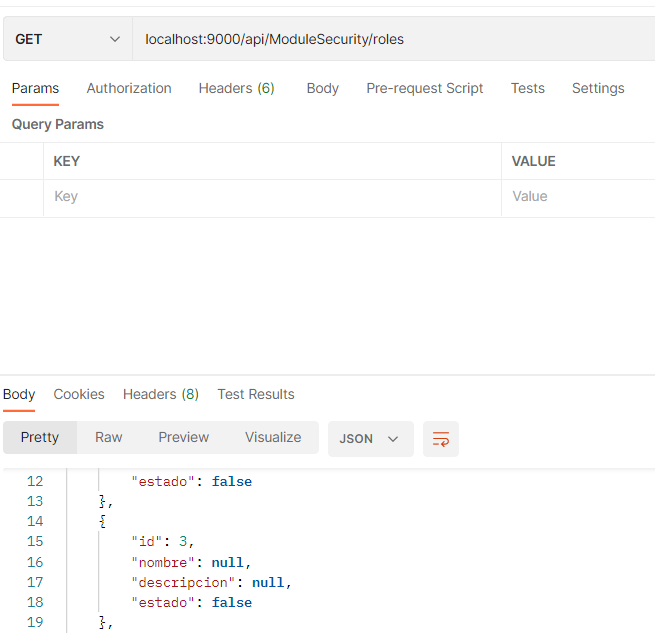 GET localhost:9000/api/ModuleSecurity/roles
Params Authorization Headers (6) Body Pre-request Script Tests Settings
Query Params
KEY VALUE
Key Value
Body Cookies Headers (8) Test Results
Pretty Raw Preview Visualize JSON
12 "estado": false
13 },
14 {
15 "id": 3,
16 "nombre": null,
17 "descripcion": null,
18 "estado": false
19 },